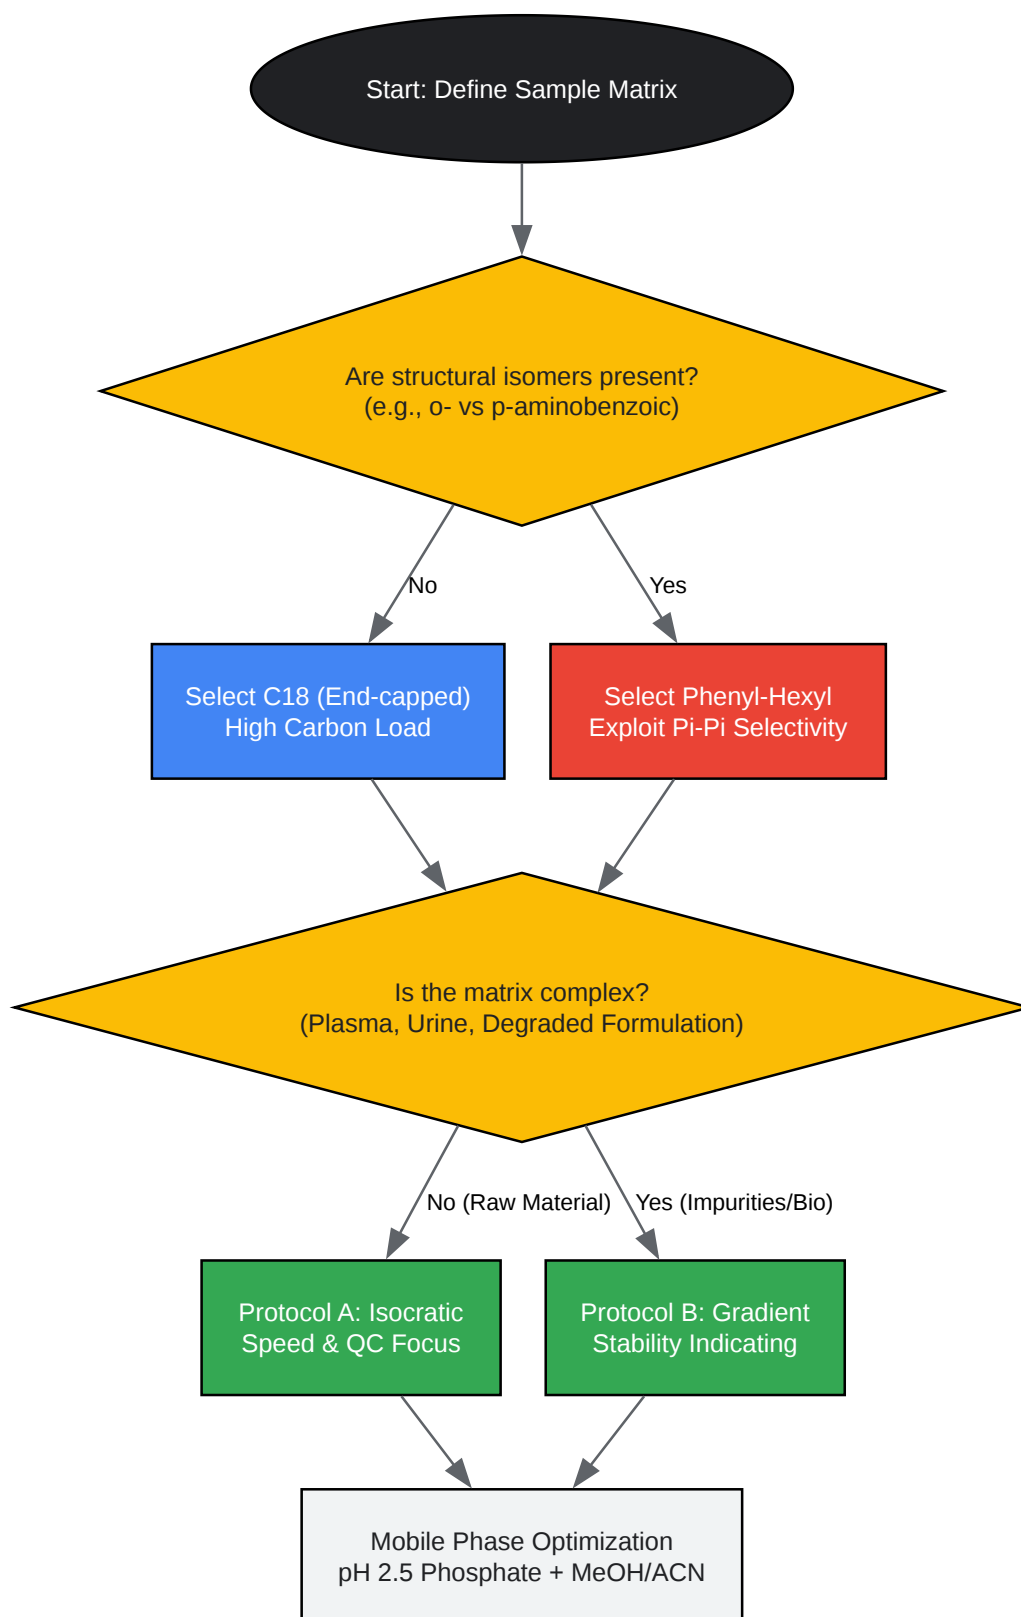 Start: Define Sample Matrix
Are structural isomers present?
(e.g., o- vs p-aminobenzoic)
No
Yes
Select C18 (End-capped)
High Carbon Load
Select Phenyl-Hexyl
Exploit Pi-Pi Selectivity
Is the matrix complex?
(Plasma, Urine, Degraded Formulation)
No (Raw Material)
Yes (Impurities/Bio)
Protocol A: Isocratic
Speed & QC Focus
Protocol B: Gradient
Stability Indicating
Mobile Phase Optimization
pH 2.5 Phosphate + MeOH/ACN